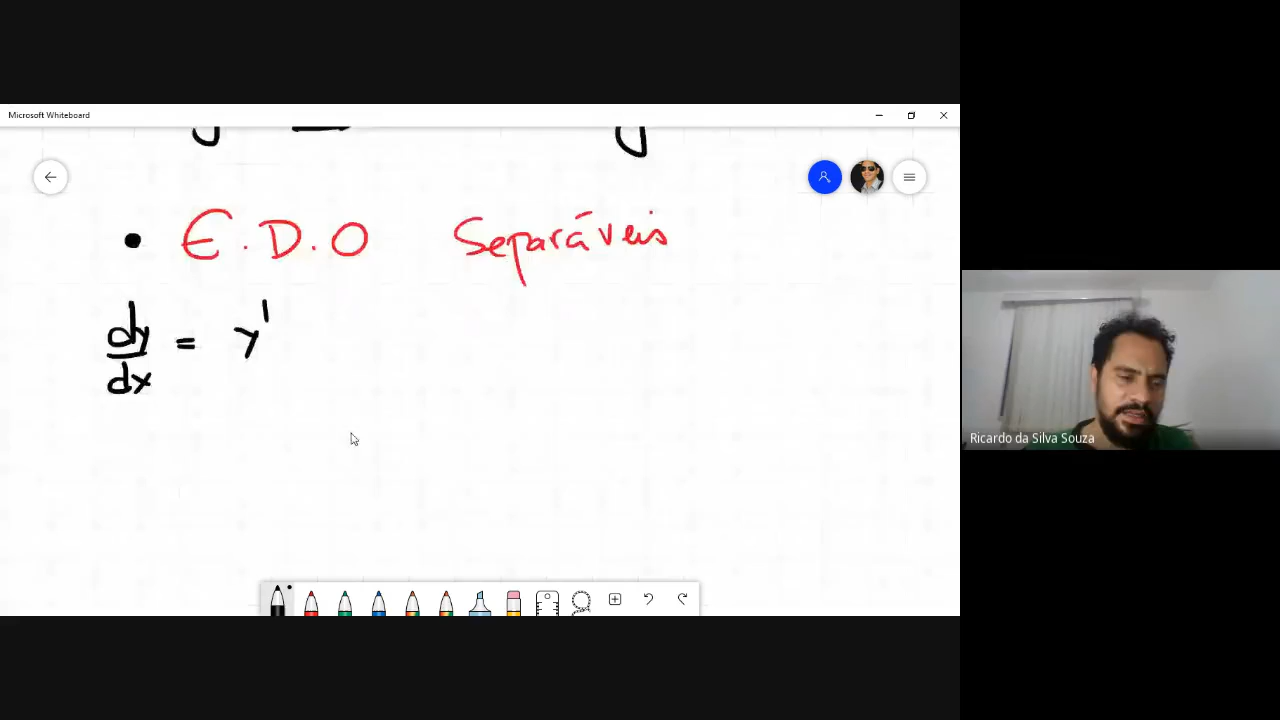 Microsoft Whiteboard
• E.D.O Separáveis
dy/dx = y'
Ricardo da Silva Souza